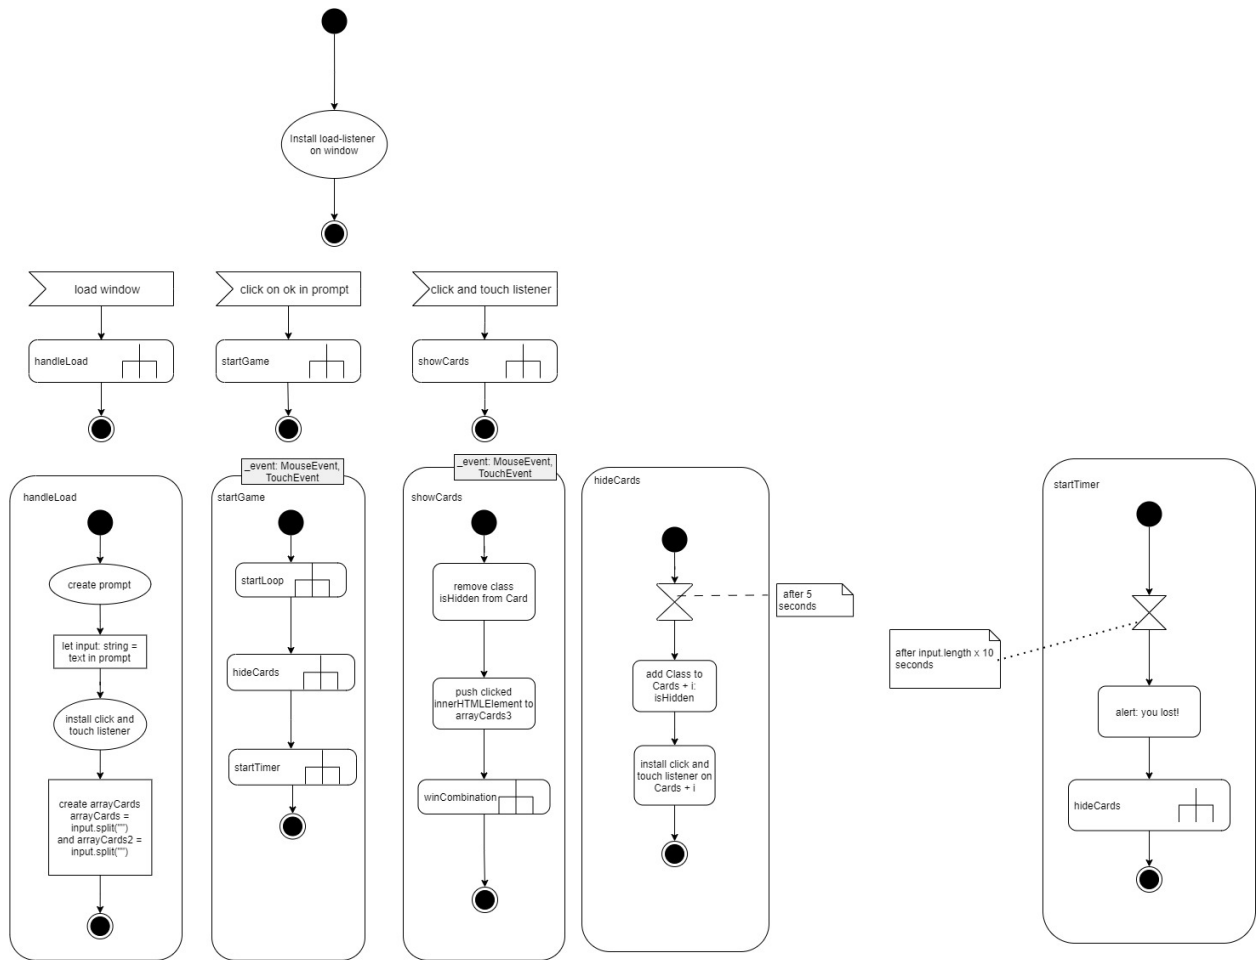 Install load-listener
on window
load window
click on ok in prompt
click and touch listener
handleLoad
startGame
showCards
_event: MouseEvent,
TouchEvent
_event: MouseEvent,
TouchEvent
handleLoad
create prompt
let input: string =
text in prompt
install click and
touch listener
create arrayCards
arrayCards =
input.split("")
and arrayCards2 =
input.split("")
startGame
startLoop
hideCards
startTimer
showCards
remove class
isHidden from Card
push clicked
innerHTMLElement to
arrayCards3
winCombination
hideCards
after 5
seconds
add Class to
Cards + i:
isHidden
install click and
touch listener on
Cards + i
startTimer
after input.length x 10
seconds
alert: you lost!
hideCards